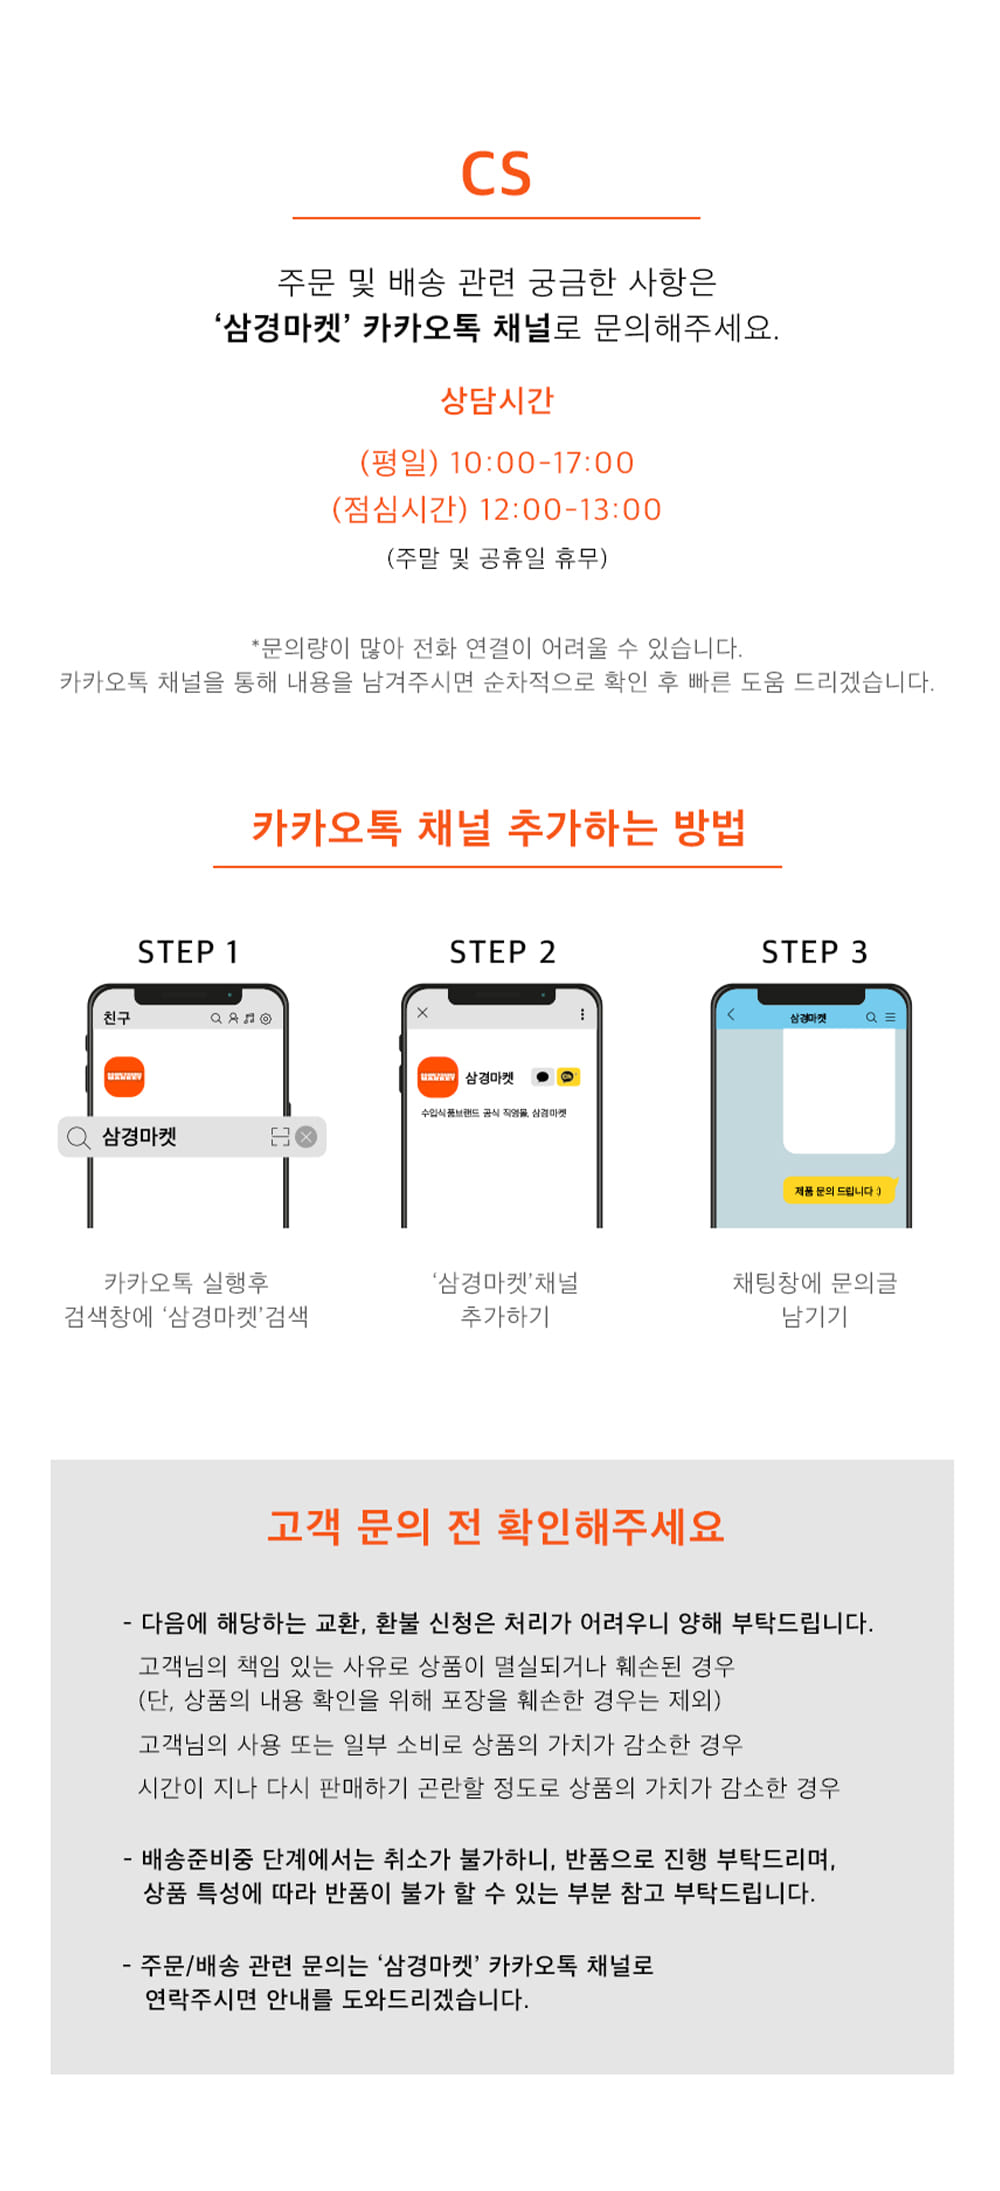 CS
주문 및 배송 관련 궁금한 사항은
‘삼경마켓’ 카카오톡 채널로 문의해주세요.
상담시간
(평일) 10:00-17:00
(점심시간) 12:00-13:00
(주말 및 공휴일 휴무)
*문의량이 많아 전화 연결이 어려울 수 있습니다.
카카오톡 채널을 통해 내용을 남겨주시면 순차적으로 확인 후 빠른 도움 드리겠습니다.
카카오톡 채널 추가하는 방법
STEP 1
친구
삼경마켓
카카오톡 실행후
검색창에 ‘삼경마켓’검색
STEP 2
삼경마켓
수입식품브랜드 공식 직영몰, 삼경마켓
‘삼경마켓’채널
추가하기
STEP 3
삼경마켓
제품 문의 드립니다 :)
채팅창에 문의글
남기기
고객 문의 전 확인해주세요
- 다음에 해당하는 교환, 환불 신청은 처리가 어려우니 양해 부탁드립니다.
고객님의 책임 있는 사유로 상품이 멸실되거나 훼손된 경우
(단, 상품의 내용 확인을 위해 포장을 훼손한 경우는 제외)
고객님의 사용 또는 일부 소비로 상품의 가치가 감소한 경우
시간이 지나 다시 판매하기 곤란할 정도로 상품의 가치가 감소한 경우
- 배송준비중 단계에서는 취소가 불가하니, 반품으로 진행 부탁드리며,
상품 특성에 따라 반품이 불가 할 수 있는 부분 참고 부탁드립니다.
- 주문/배송 관련 문의는 ‘삼경마켓’ 카카오톡 채널로
연락주시면 안내를 도와드리겠습니다.